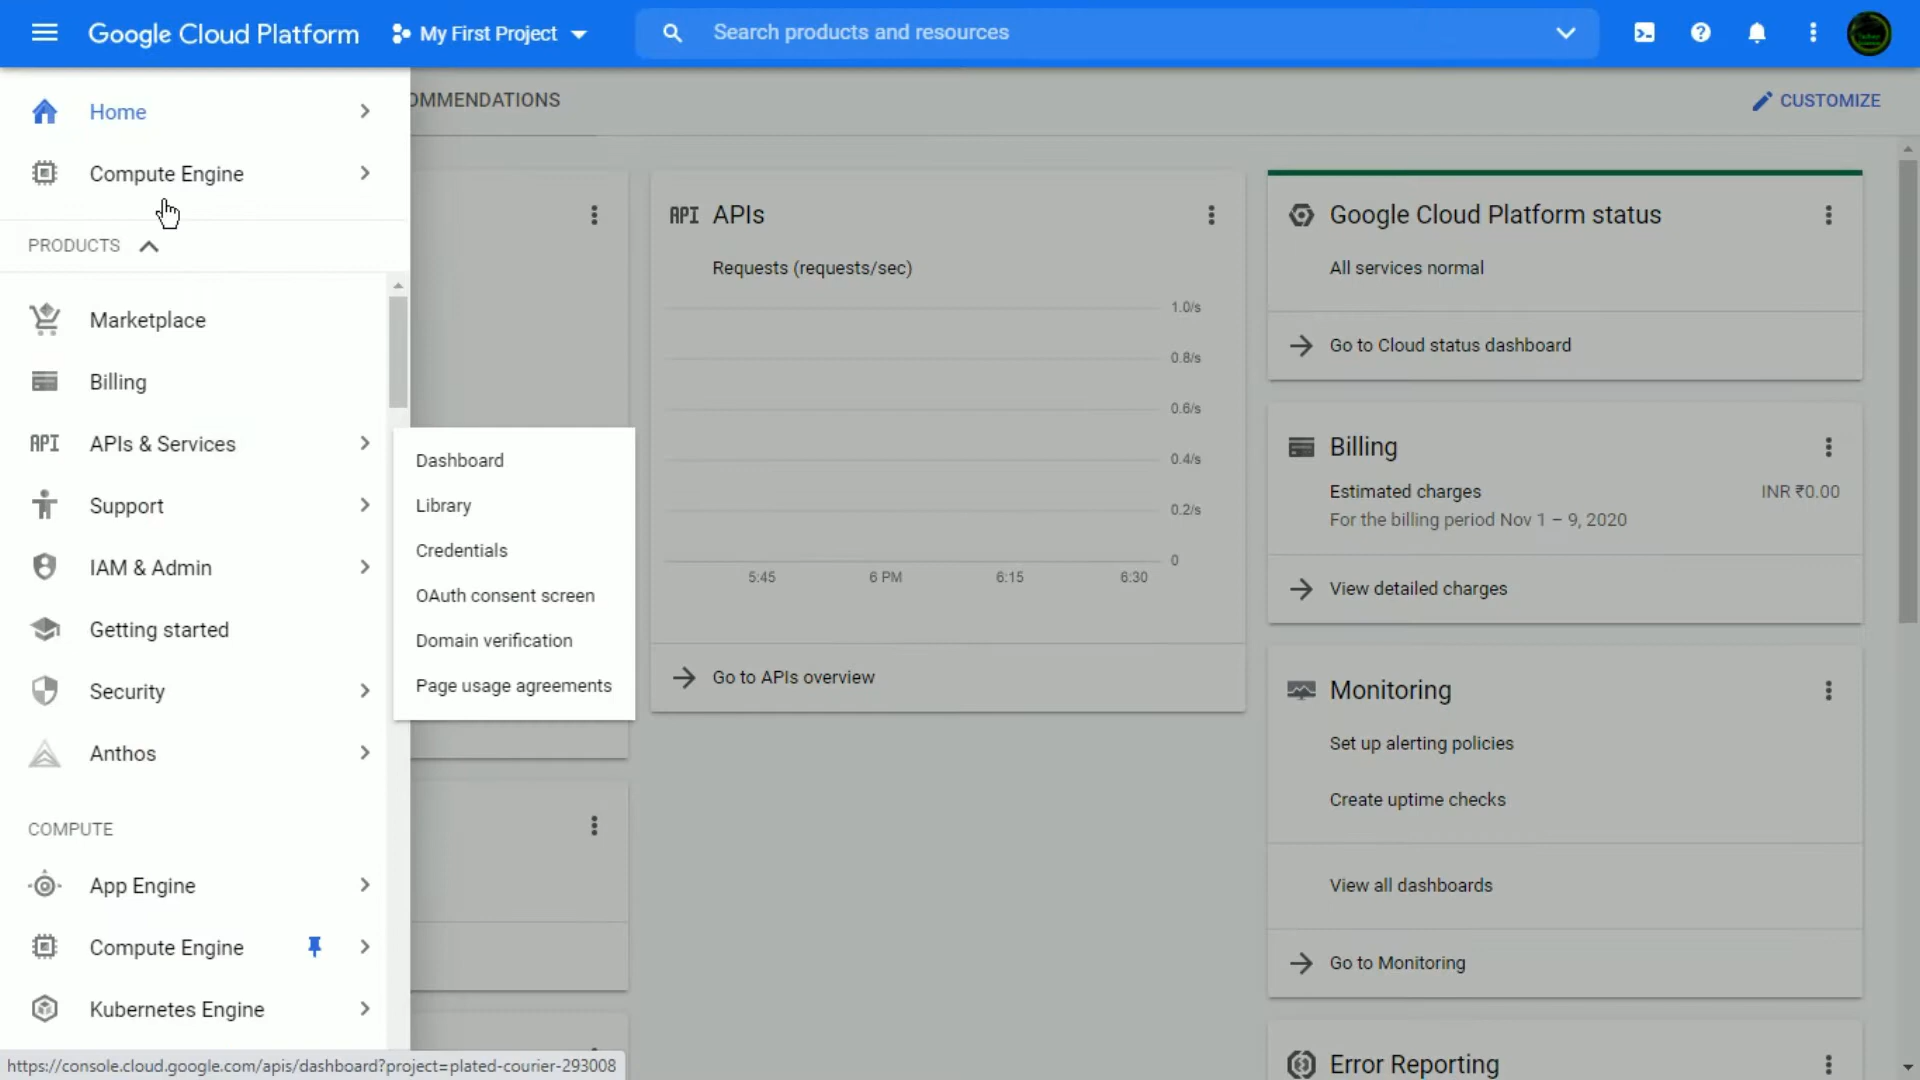 Google Cloud Platform
My First Project
Search products and resources
Home
Compute Engine
PRODUCTS
Marketplace
Billing
API
APIs & Services
Support
IAM & Admin
Getting started
Security
Anthos
COMPUTE
App Engine
Compute Engine
Kubernetes Engine
https://console.cloud.google.com/apis/dashboard?project=plated-courier-293008
Dashboard
Library
Credentials
OAuth consent screen
Domain verification
Page usage agreements
OMMENDATIONS
CUSTOMIZE
API
APIs
Requests (requests/sec)
1.0/s
0.8/s
0.6/s
0.4/s
0.2/s
0
5:45
6 PM
6:15
6:30
Go to APIs overview
Google Cloud Platform status
All services normal
Go to Cloud status dashboard
Billing
Estimated charges
INR ₹0.00
For the billing period Nov 1 – 9, 2020
View detailed charges
Monitoring
Set up alerting policies
Create uptime checks
View all dashboards
Go to Monitoring
Error Reporting